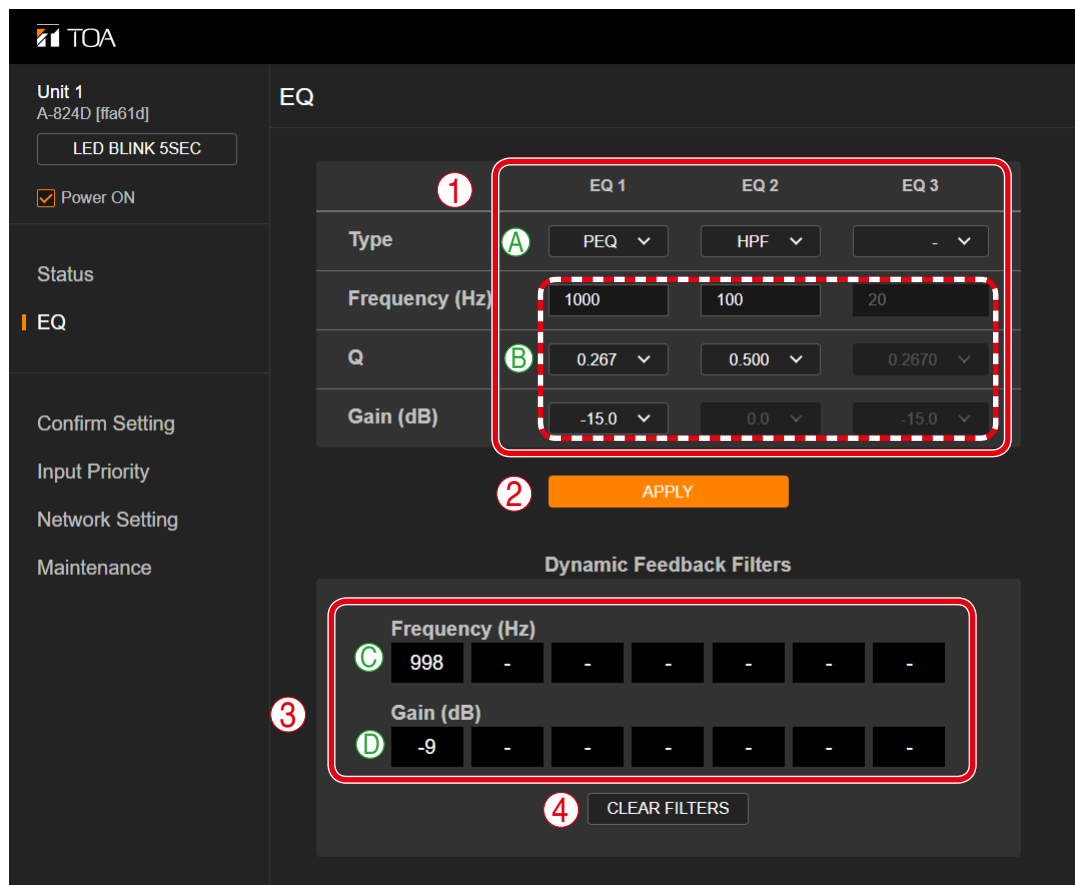 TOA
Unit 1
A-824D [ffa61d]
LED BLINK 5SEC
Power ON
Status
EQ
Confirm Setting
Input Priority
Network Setting
Maintenance
EQ
1
EQ 1 EQ 2 EQ 3
Type A PEQ HPF -
Frequency (Hz) 1000 100 20
Q B 0.267 0.500 0.2670
Gain (dB) -15.0 0.0 -15.0
2 APPLY
Dynamic Feedback Filters
3
Frequency (Hz)
C 998 - - - - - -
Gain (dB)
D -9 - - - - - -
4 CLEAR FILTERS